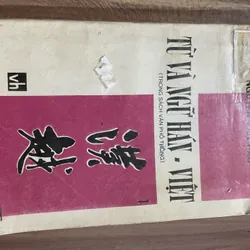 TỪ VÀ NGỮ HÁN - VIỆT
(TRONG SÁCH VĂN PHỔ THÔNG)
漢越
vh